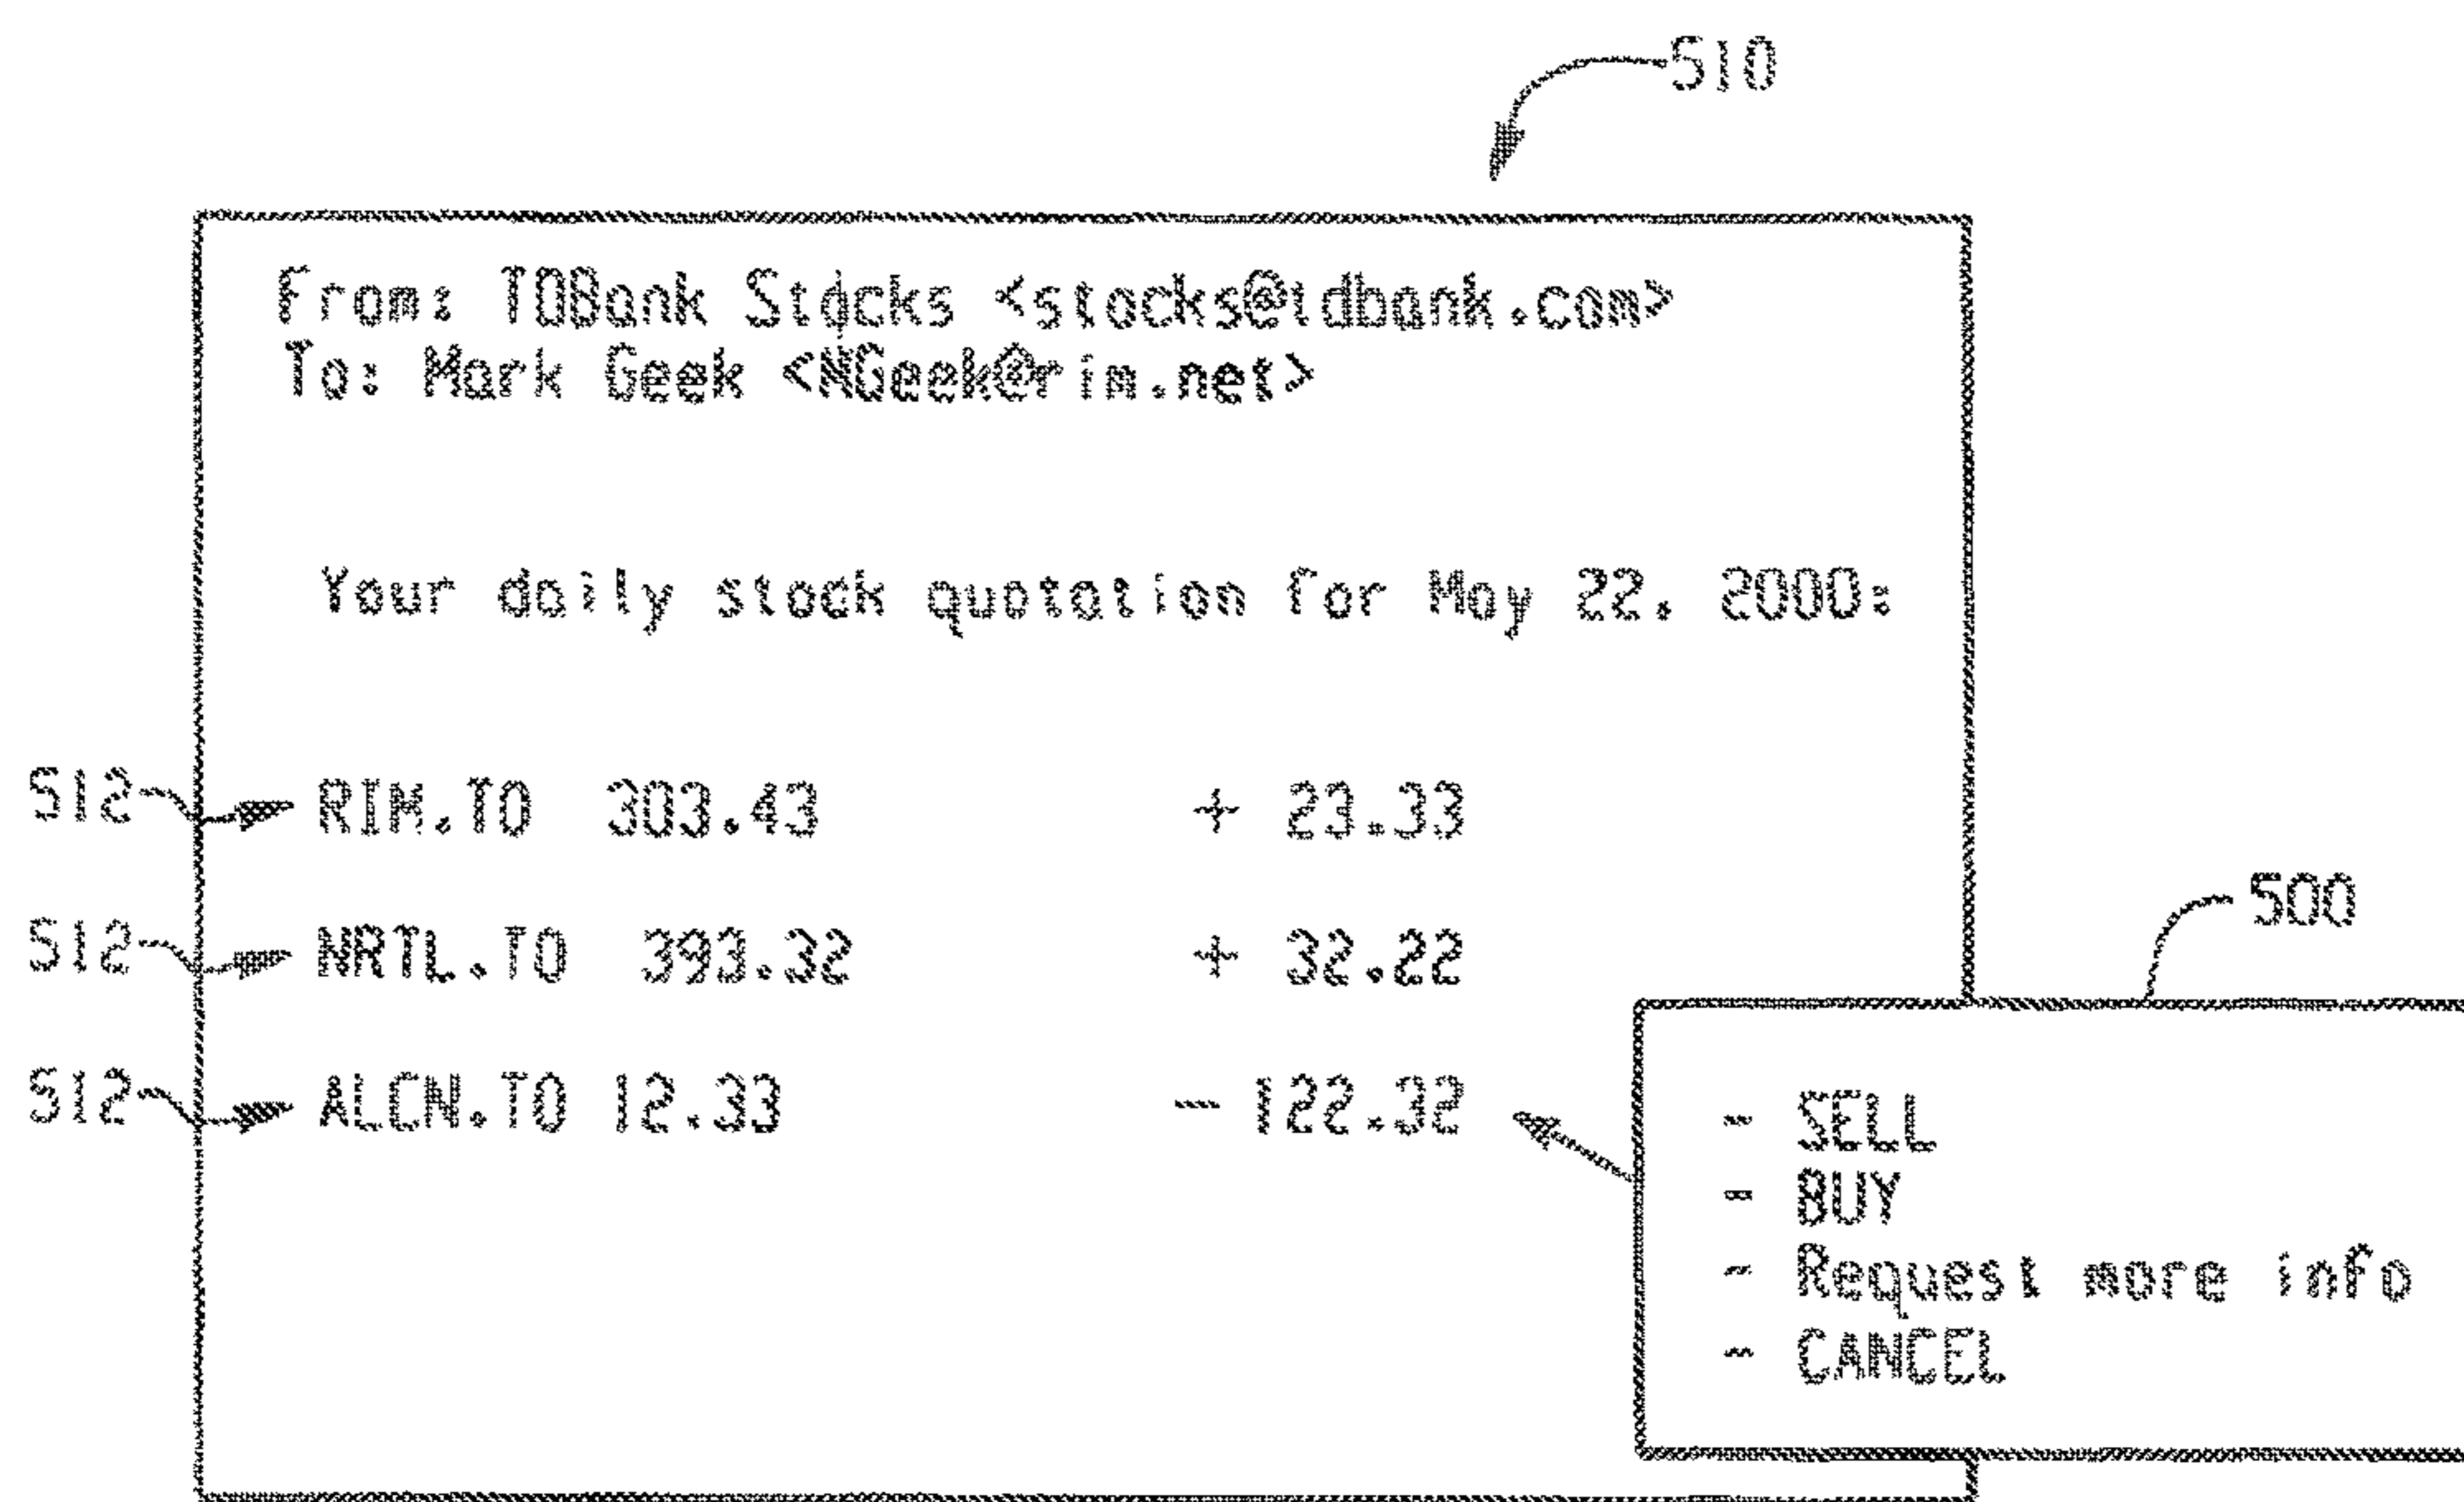 510
From: TDBank Stocks <stocks@tdbank.com>
To: Mark Geek <MGeek@rim.net>
Your daily stock quotation for May 22. 2000:
512 RIM.TO 303.43 + 23.33
512 NRTL.TO 393.32 + 32.22
500
512 ALCN.TO 12.33 - 122.32
- SELL
- BUY
- Request more info
- CANCEL